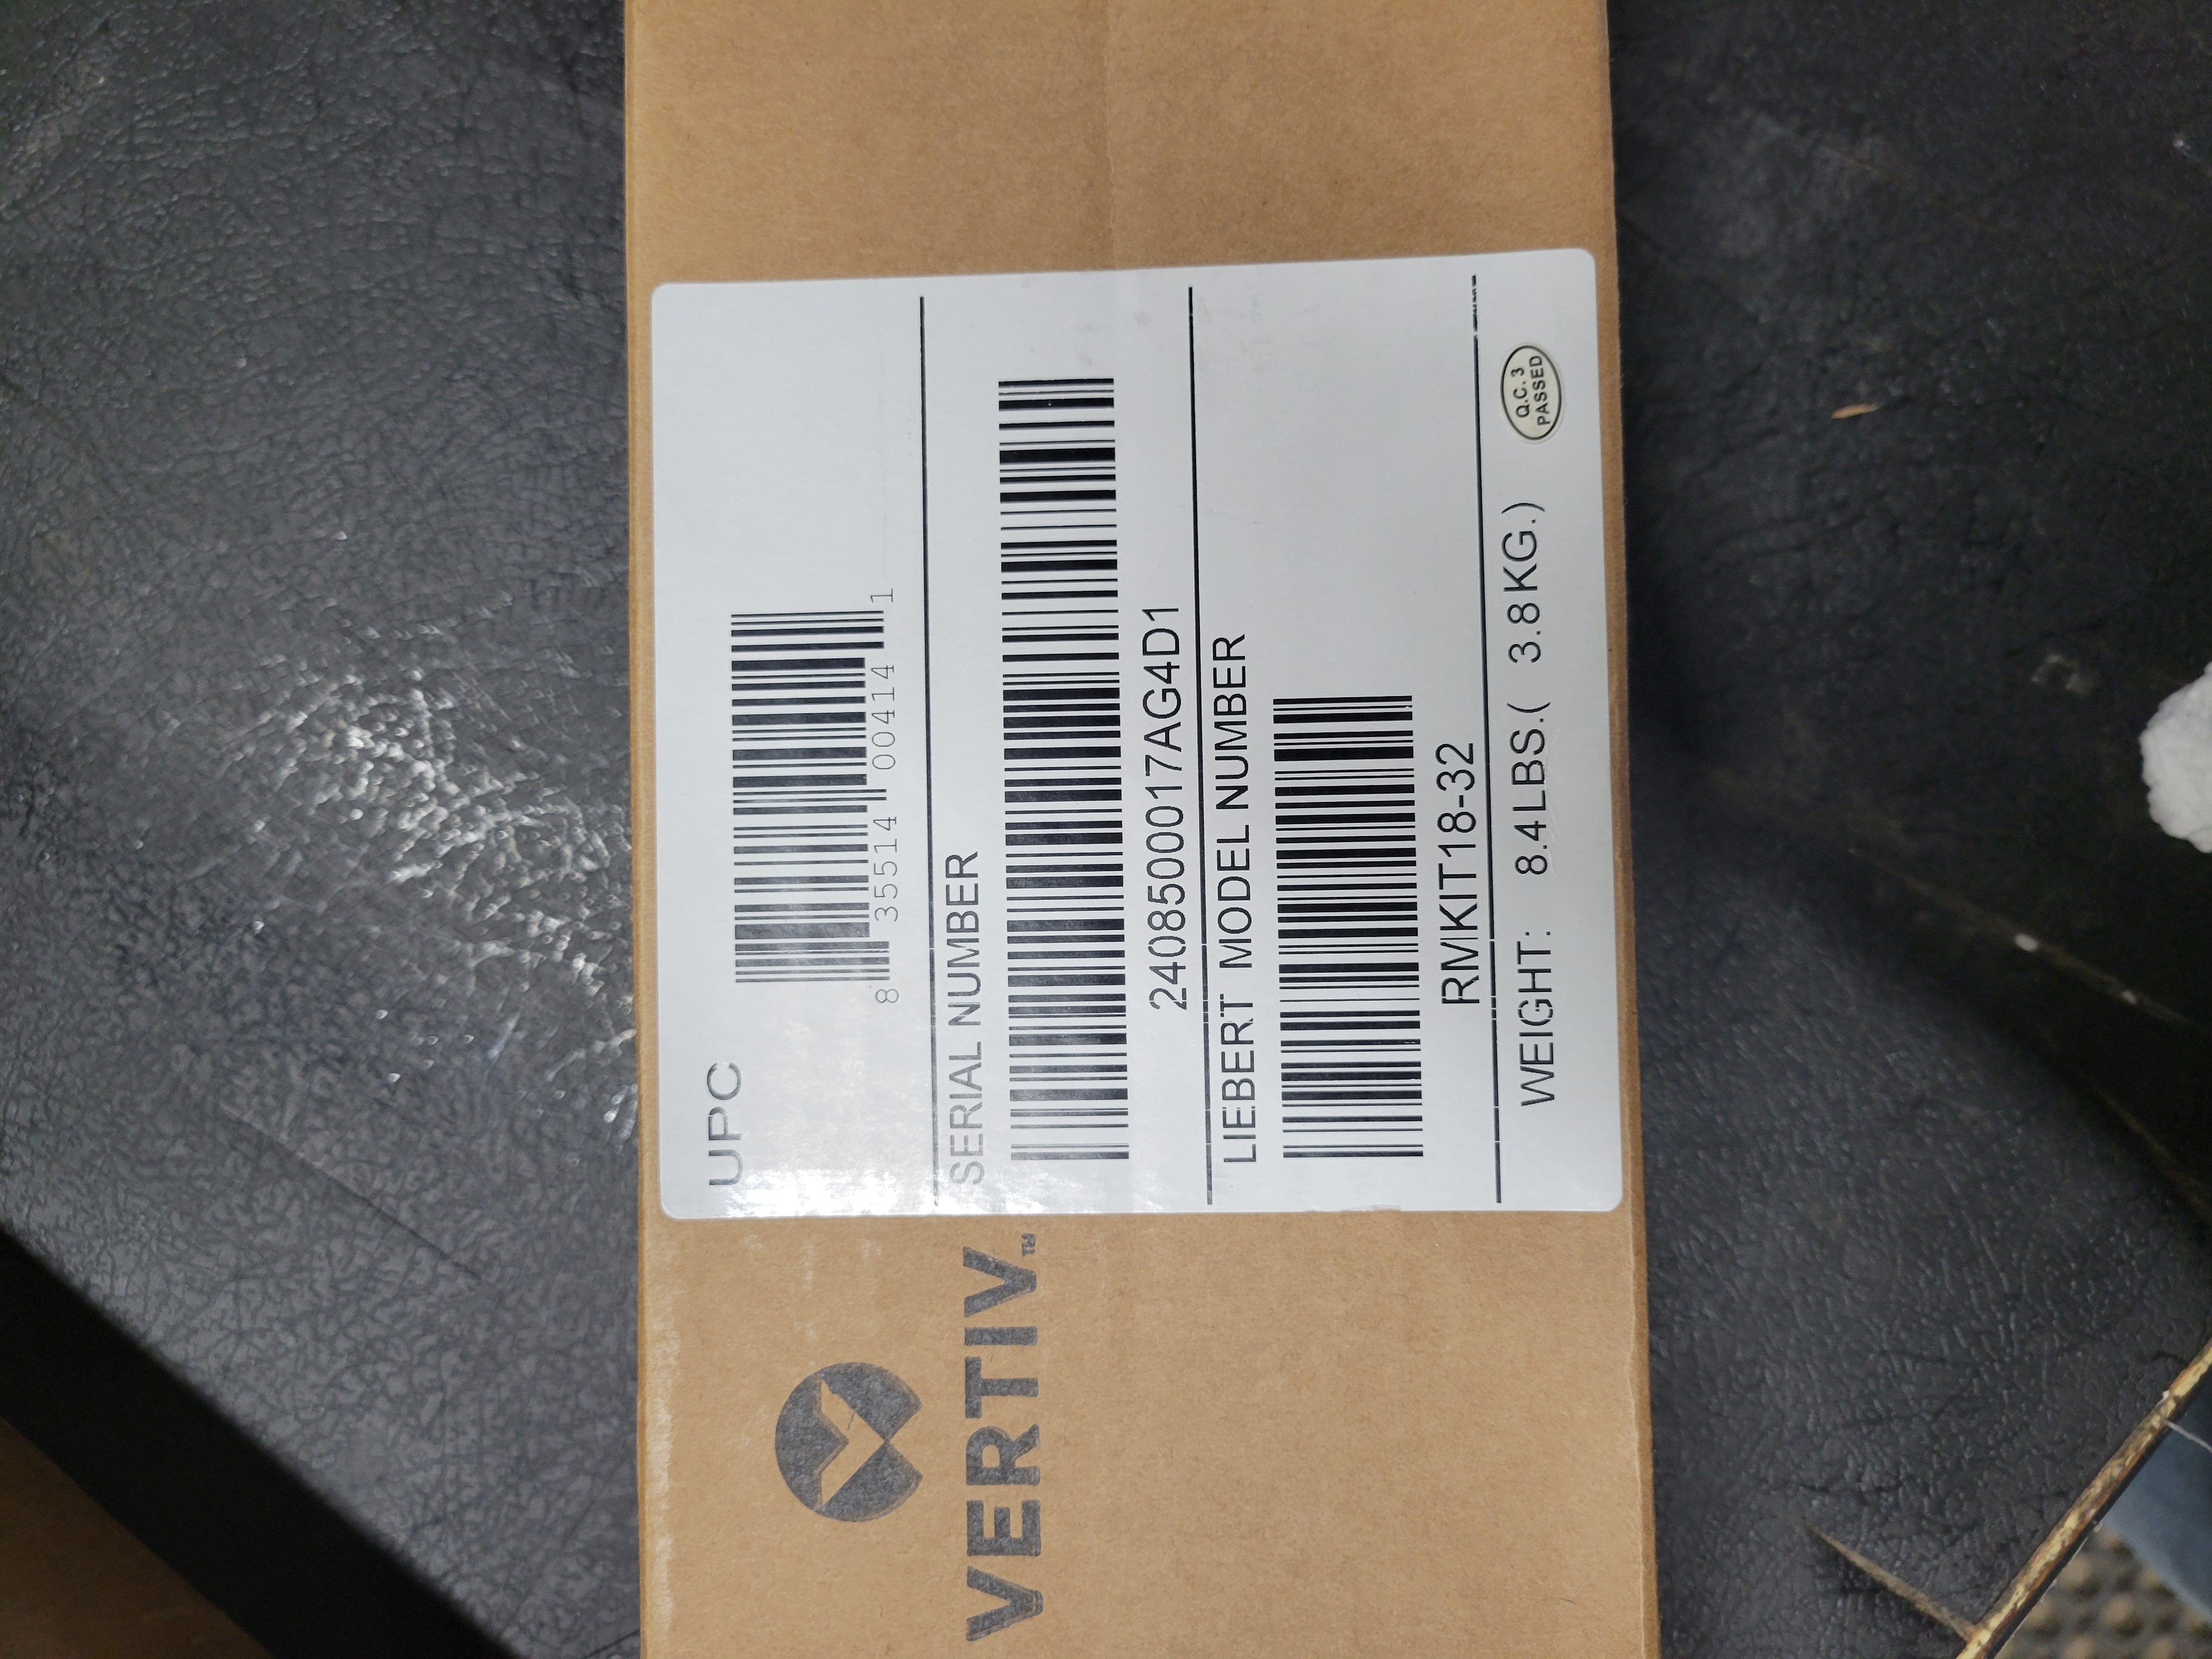 VERTIV.™
UPC
8 35514 00414 1
SERIAL NUMBER
2408500017AG4D1
LIEBERT MODEL NUMBER
RMKIT18-32
WEIGHT: 8.4LBS.( 3.8KG.)
Q.C. 3
PASSED